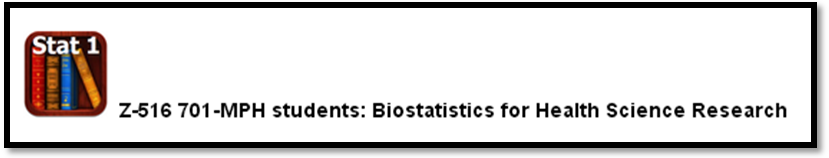 Stat 1
Z-516 701-MPH students: Biostatistics for Health Science Research